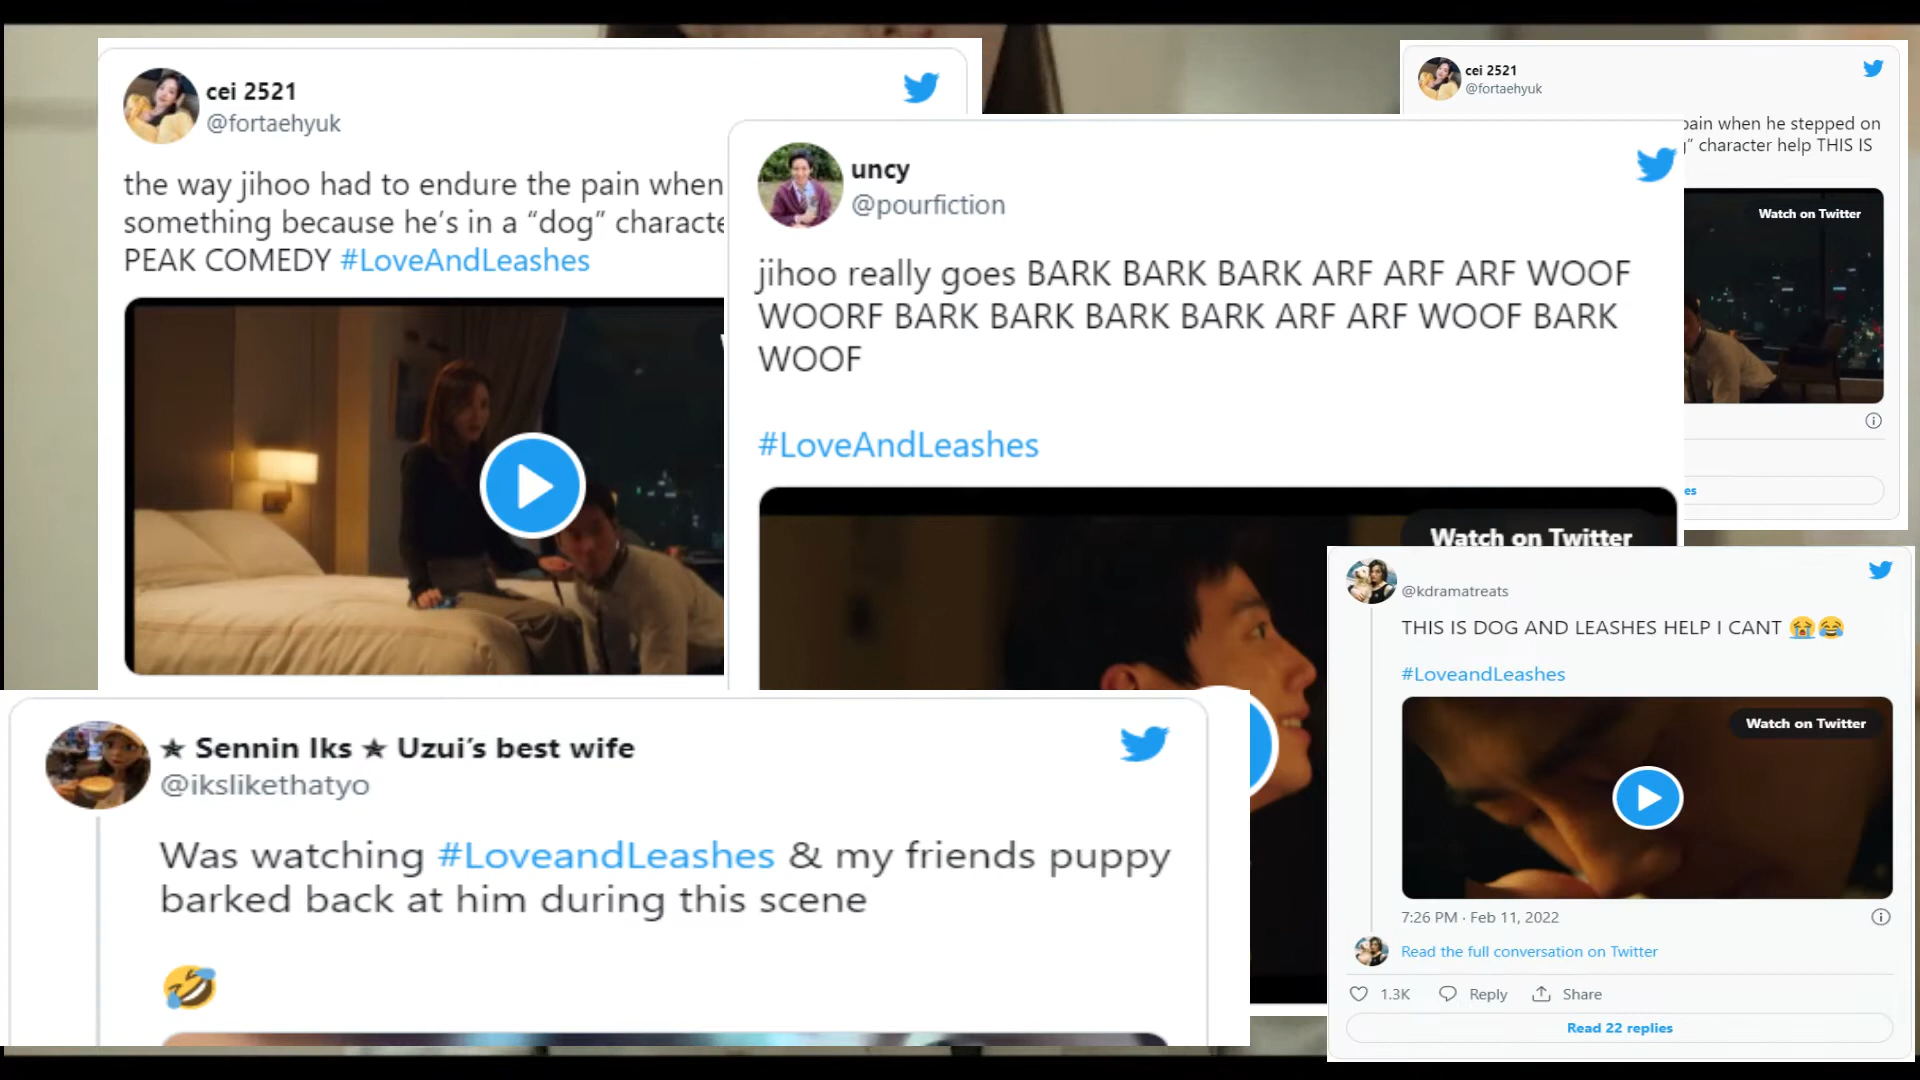 cei 2521
@fortaehyuk
the way jihoo had to endure the pain when
something because he's in a “dog” characte
PEAK COMEDY #LoveAndLeashes
uncy
@pourfiction
jihoo really goes BARK BARK BARK ARF ARF ARF WOOF
WOORF BARK BARK BARK BARK ARF ARF WOOF BARK
WOOF
#LoveAndLeashes
Watch on Twitter
cei 2521
@fortaehyuk
pain when he stepped on
” character help THIS IS
Watch on Twitter
es
★ Sennin Iks ★ Uzui’s best wife
@ikslikethatyo
Was watching #LoveandLeashes & my friends puppy
barked back at him during this scene
🤣
@kdramatreats
THIS IS DOG AND LEASHES HELP I CANT 😭😂
#LoveandLeashes
Watch on Twitter
7:26 PM · Feb 11, 2022
Read the full conversation on Twitter
1.3K Reply Share
Read 22 replies